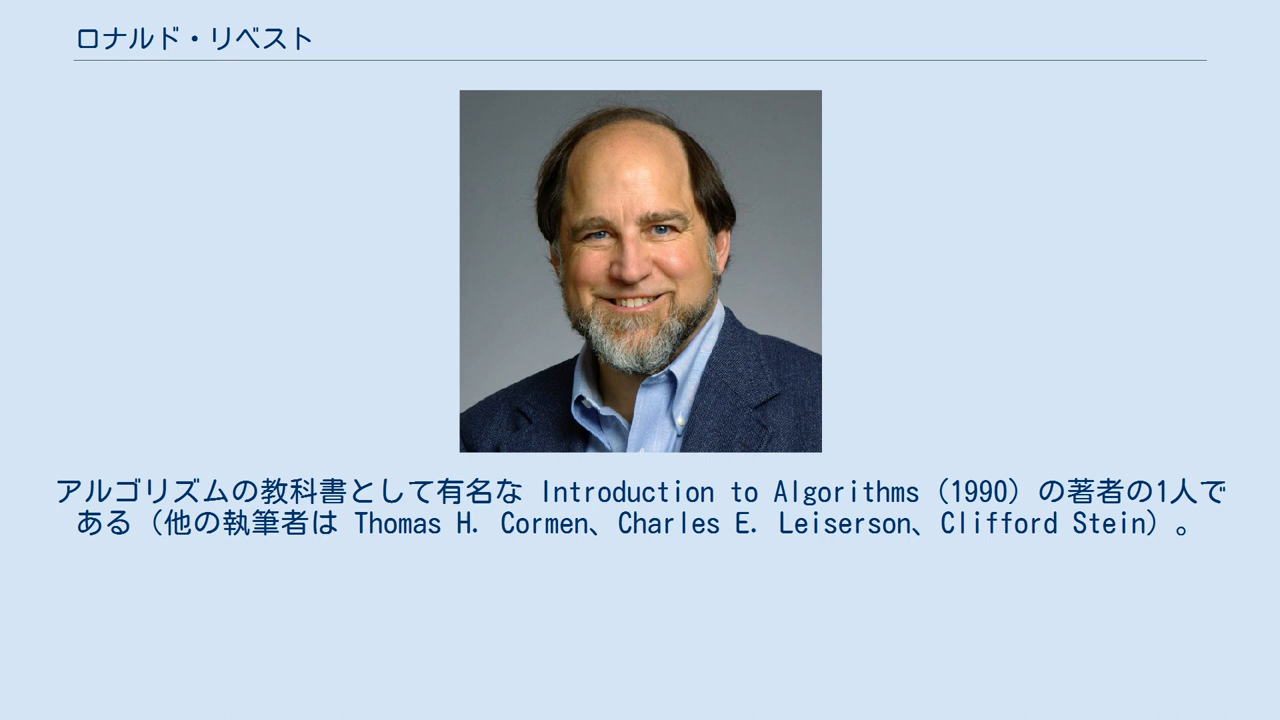 ロナルド・リベスト
アルゴリズムの教科書として有名な Introduction to Algorithms（1990）の著者の1人で
ある（他の執筆者は Thomas H. Cormen、Charles E. Leiserson、Clifford Stein）。